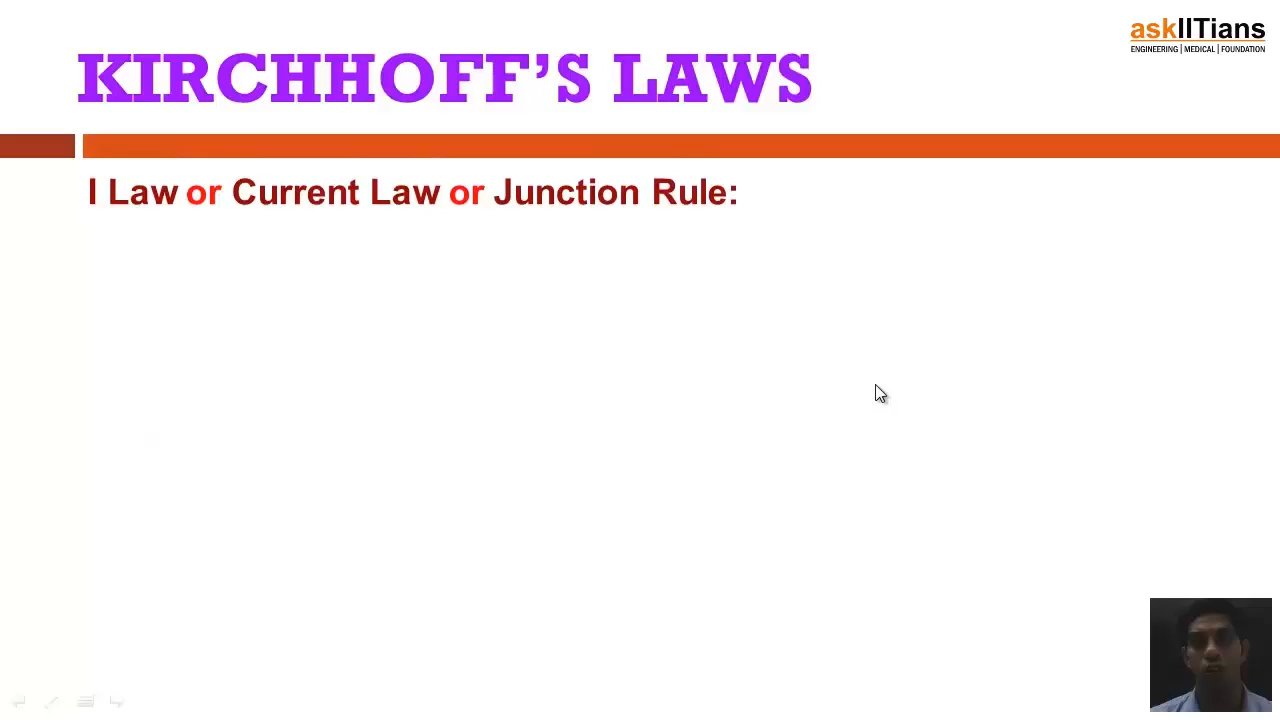 askIITians
ENGINEERING | MEDICAL | FOUNDATION
KIRCHHOFF’S LAWS
I Law or Current Law or Junction Rule: